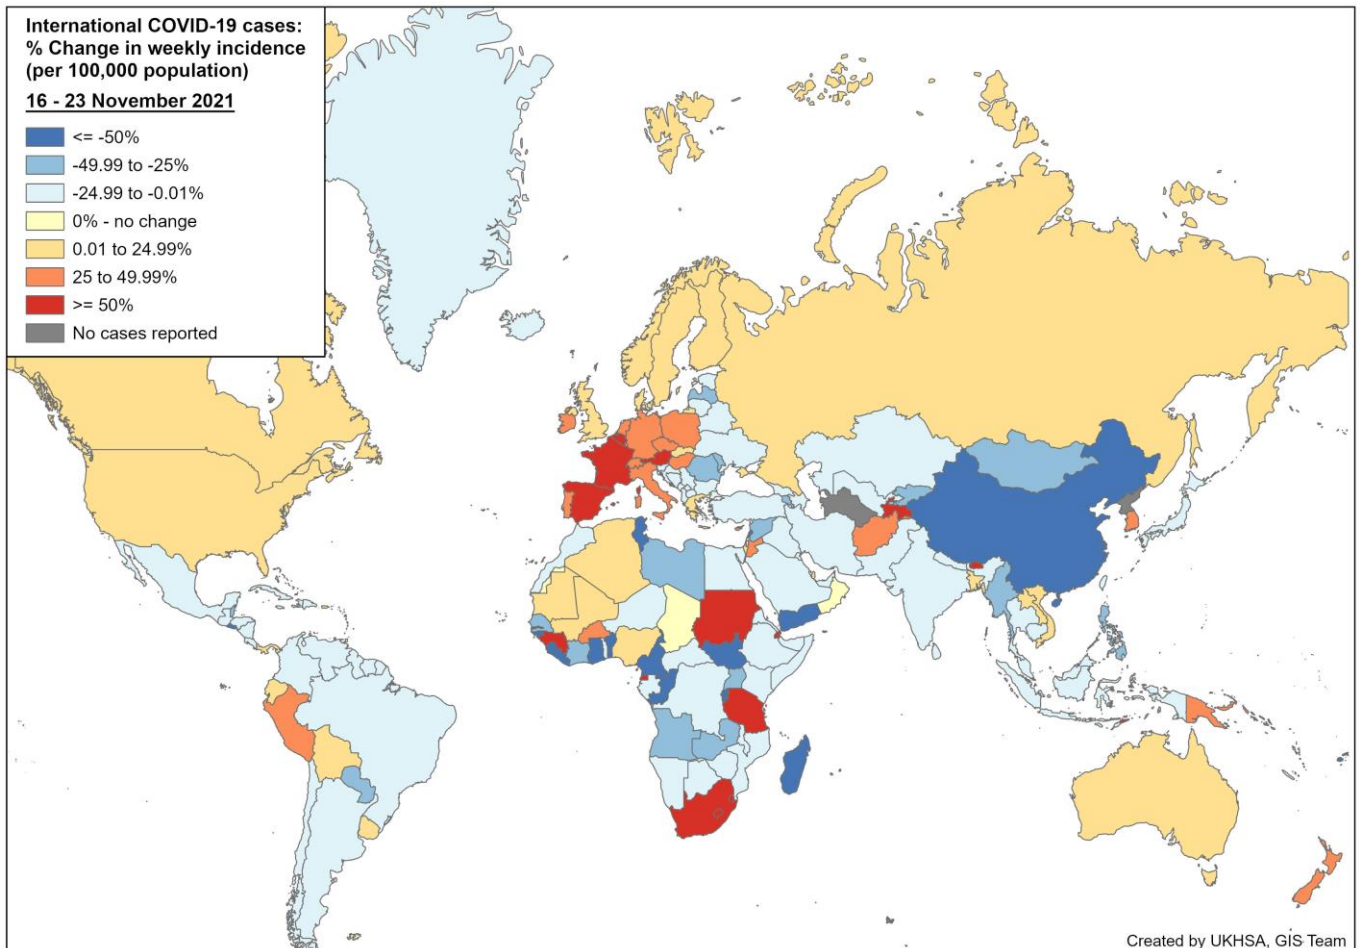 International COVID-19 cases:
% Change in weekly incidence
(per 100,000 population)
16 - 23 November 2021
<= -50%
-49.99 to -25%
-24.99 to -0.01%
0% - no change
0.01 to 24.99%
25 to 49.99%
>= 50%
No cases reported
Created by UKHSA, GIS Team